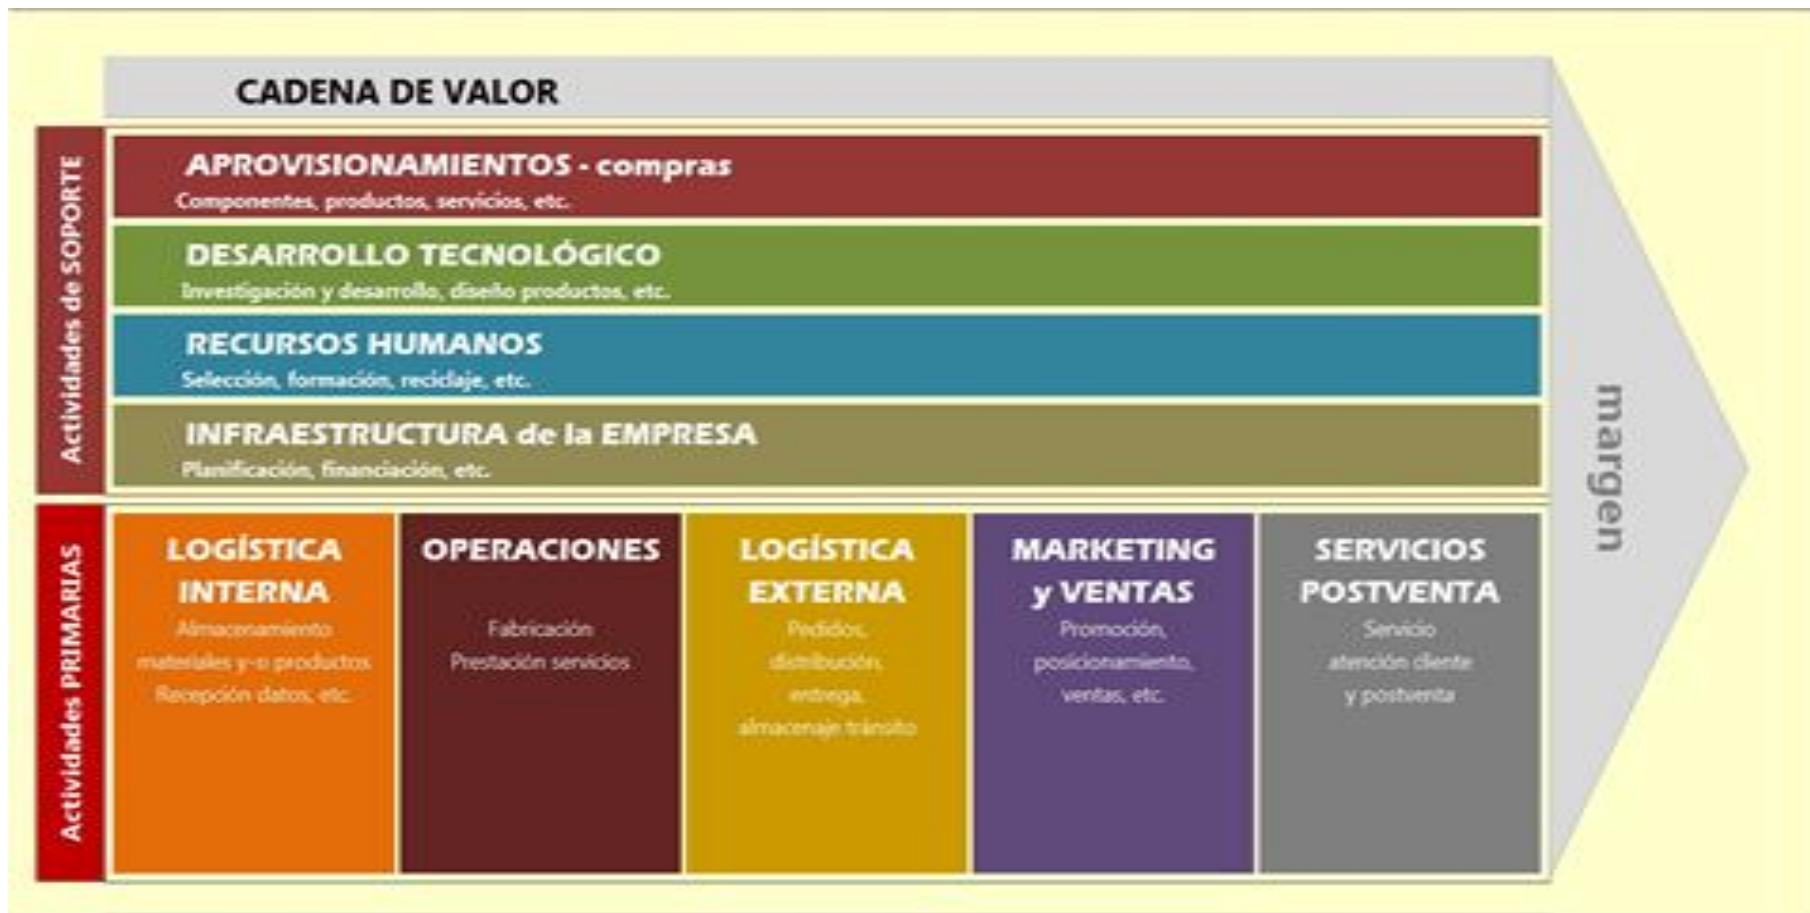 CADENA DE VALOR
Actividades de SOPORTE
APROVISIONAMIENTOS - compras
Componentes, productos, servicios, etc.
DESARROLLO TECNOLÓGICO
Investigación y desarrollo, diseño productos, etc.
RECURSOS HUMANOS
Selección, formación, reciclaje, etc.
INFRAESTRUCTURA de la EMPRESA
Planificación, financiación, etc.
Actividades PRIMARIAS
LOGÍSTICA
INTERNA
Almacenamiento
materiales y-o productos
Recepción datos, etc.
OPERACIONES
Fabricación
Prestación servicios
LOGÍSTICA
EXTERNA
Pedidos,
distribución,
entrega,
almacenaje tránsito
MARKETING
y VENTAS
Promoción,
posicionamiento,
ventas, etc.
SERVICIOS
POSTVENTA
Servicio
atención cliente
y postventa
margen